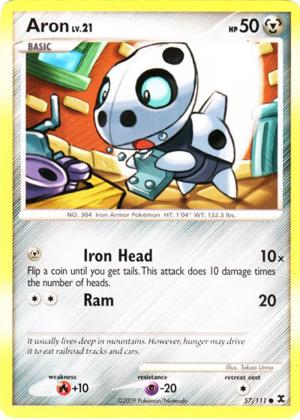 Aron LV.21 HP 50
BASIC
NO. 304 Iron Armor Pokémon HT: 1'04" WT: 132.3 lbs.
Iron Head 10x
Flip a coin until you get tails. This attack does 10 damage times
the number of heads.
Ram 20
It usually lives deep in mountains. However, hunger may drive
it to eat railroad tracks and cars.
Illus. Takao Unno
weakness resistance retreat cost
+10 -20
©2009 Pokémon/Nintendo 57/111